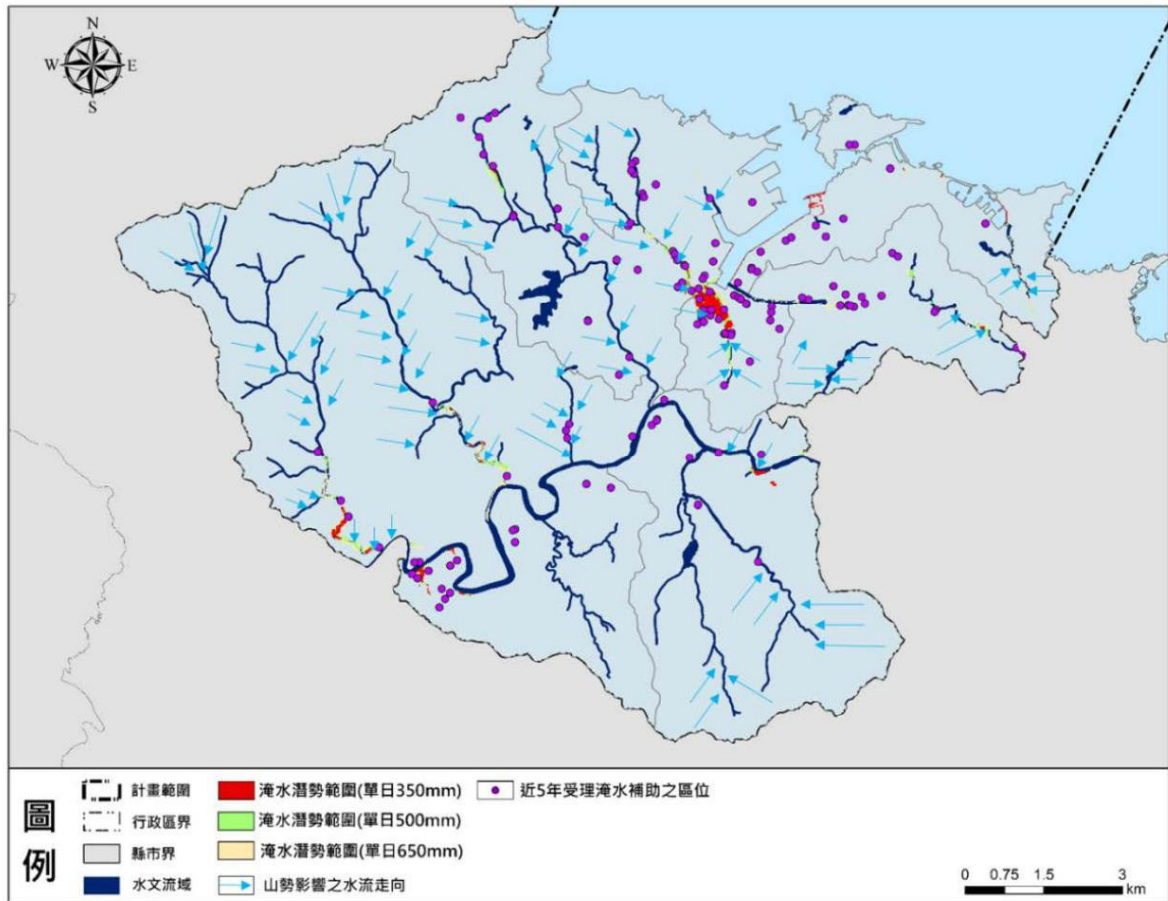 N
W E
S
圖例
計畫範圍
行政區界
縣市界
水文流域
淹水潛勢範圍(單日350mm)
淹水潛勢範圍(單日500mm)
淹水潛勢範圍(單日650mm)
山勢影響之水流走向
近5年受理淹水補助之區位
0 0.75 1.5 3
km